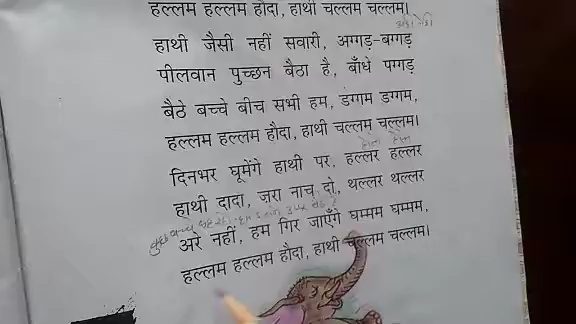 हल्लम हल्लम हौदा, हाथी चल्लम चल्लम।
हाथी जैसी नहीं सवारी, अग्गड़-बग्गड़
पीलवान पुच्छन बैठा है, बाँधे पग्गड़
बैठे बच्चे बीच सभी हम, डग्गम डग्गम,
हल्लम हल्लम हौदा, हाथी चल्लम चल्लम।
दिनभर घूमेंगे हाथी पर, हल्लर हल्लर
हाथी दादा, जरा नाच दो, थल्लर थल्लर
अरे नहीं, हम गिर जाएँगे घम्मम घम्मम,
हल्लम हल्लम हौदा, हाथी चल्लम चल्लम।